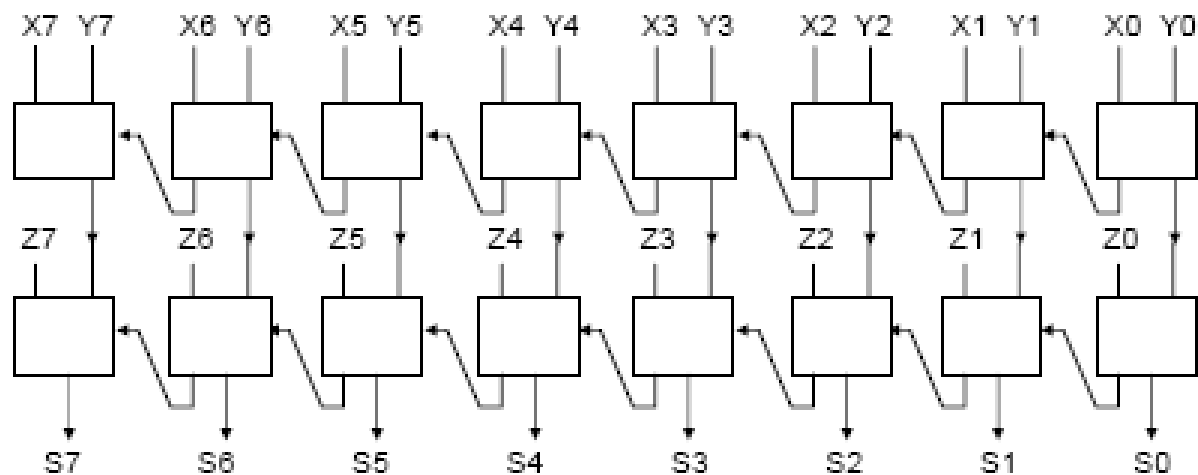 X7 Y7 X6 Y6 X5 Y5 X4 Y4 X3 Y3 X2 Y2 X1 Y1 X0 Y0
Z7 Z6 Z5 Z4 Z3 Z2 Z1 Z0
S7 S6 S5 S4 S3 S2 S1 S0